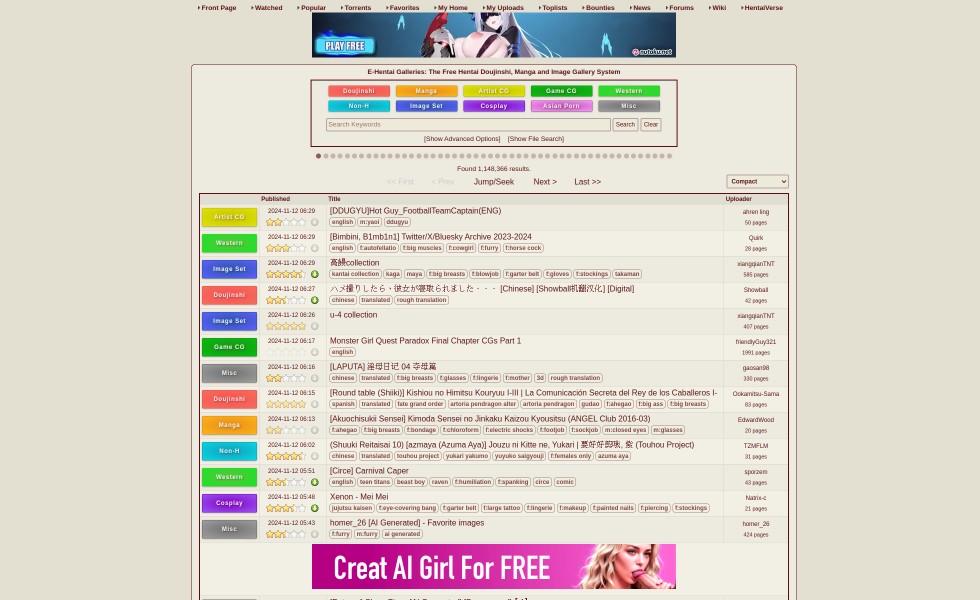 Front Page Watched Popular Torrents Favorites My Home My Uploads Toplists Bounties News Forums Wiki HentaiVerse
PLAY FREE
nutaku.net
E-Hentai Galleries: The Free Hentai Doujinshi, Manga and Image Gallery System
Doujinshi Manga Artist CG Game CG Western
Non-H Image Set Cosplay Asian Porn Misc
Search Keywords Search Clear
[Show Advanced Options] [Show File Search]
Found 1,148,366 results.
<< First < Prev Jump/Seek Next > Last >> Compact
Published Title Uploader
Artist CG 2024-11-12 06:29 [DDUGYU]Hot Guy_FootballTeamCaptain(ENG) ahren ling
english m:yaoi ddugyu 50 pages
Western 2024-11-12 06:29 [Bimbini, B1mb1n1] Twitter/X/Bluesky Archive 2023-2024 Quirk
english f:autofellatio f:big muscles f:cowgirl f:furry f:horse cock 28 pages
Image Set 2024-11-12 06:29 collection xiangqianTNT
kantai collection kaga maya f:big breasts f:blowjob f:garter belt f:gloves f:stockings takaman 585 pages
Doujinshi 2024-11-12 06:27 ハメ撮りしたら、彼女が寝取られました・・・ [Chinese] [Showball机翻汉化] [Digital] Showball
chinese translated rough translation 42 pages
Image Set 2024-11-12 06:26 u-4 collection xiangqianTNT
407 pages
Game CG 2024-11-12 06:17 Monster Girl Quest Paradox Final Chapter CGs Part 1 friendlyGuy321
english 1991 pages
Misc 2024-11-12 06:16 [LAPUTA] 淫母日记 04 孕母篇 gaosan98
chinese translated f:big breasts f:glasses f:lingerie f:mother 3d rough translation 330 pages
Doujinshi 2024-11-12 06:15 [Round table (Shiki)] Kishiou no Himitsu Kouryuu I-III | La Comunicación Secreta del Rey de los Caballeros I- Ookamitsu-Sama
spanish translated fate grand order artoria pendragon alter artoria pendragon gudao f:ahegao f:big ass f:big breasts 83 pages
Manga 2024-11-12 06:13 [Akuochisukii Sensei] Kimoda Sensei no Jinkaku Kaizou Kyousitsu (ANGEL Club 2016-03) EdwardWood
f:ahegao f:big breasts f:bondage f:chloroform f:electric shocks f:footjob f:sockjob m:closed eyes m:glasses 20 pages
Non-H 2024-11-12 06:02 (Shuuki Reitaisai 10) [azmaya (Azuma Aya)] Jouzu ni Kitte ne, Yukari | 要好好剪哦, 紫 (Touhou Project) TZMFLM
chinese translated touhou project yukari yakumo yuyuko saigyouji f:females only azuma aya 31 pages
Western 2024-11-12 05:51 [Circe] Carnival Caper sporzem
english teen titans beast boy raven f:humiliation f:spanking circe comic 43 pages
Cosplay 2024-11-12 05:48 Xenon - Mei Mei Natrix-c
jujutsu kaisen f:eye-covering bang f:garter belt f:large tattoo f:lingerie f:makeup f:painted nails f:piercing f:stockings 21 pages
Misc 2024-11-12 05:43 homer_26 [AI Generated] - Favorite images homer_26
f:furry m:furry ai generated 424 pages
Creat AI Girl For FREE